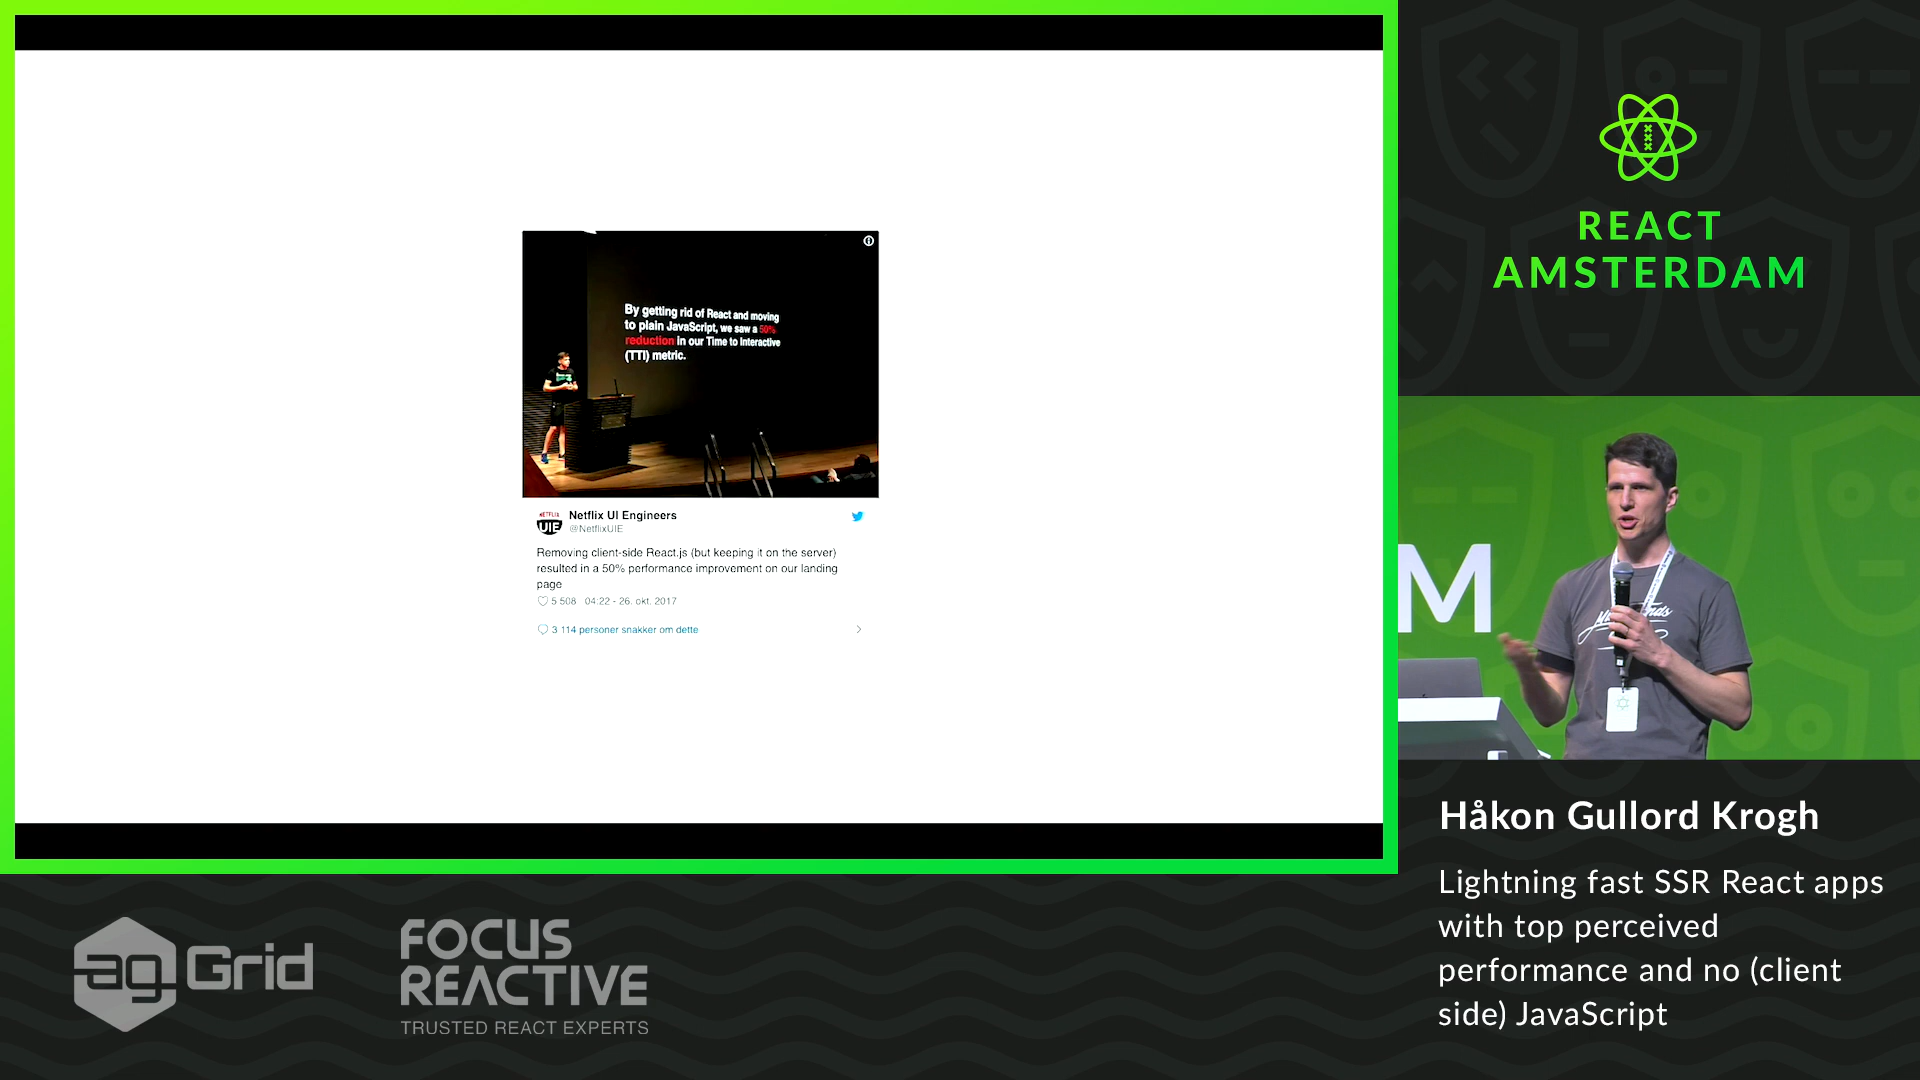 By getting rid of React and moving
to plain JavaScript, we saw a 50%
reduction in our Time to Interactive
(TTI) metric.
NETFLIX
UIE
Netflix UI Engineers
@NetflixUIE
Removing client-side React.js (but keeping it on the server)
resulted in a 50% performance improvement on our landing
page
5 508 04:22 - 26. okt. 2017
3 114 personer snakker om dette
REACT
AMSTERDAM
M
Håkon Gullord Krogh
Lightning fast SSR React apps
with top perceived
performance and no (client
side) JavaScript
ag Grid
FOCUS
REACTIVE
TRUSTED REACT EXPERTS